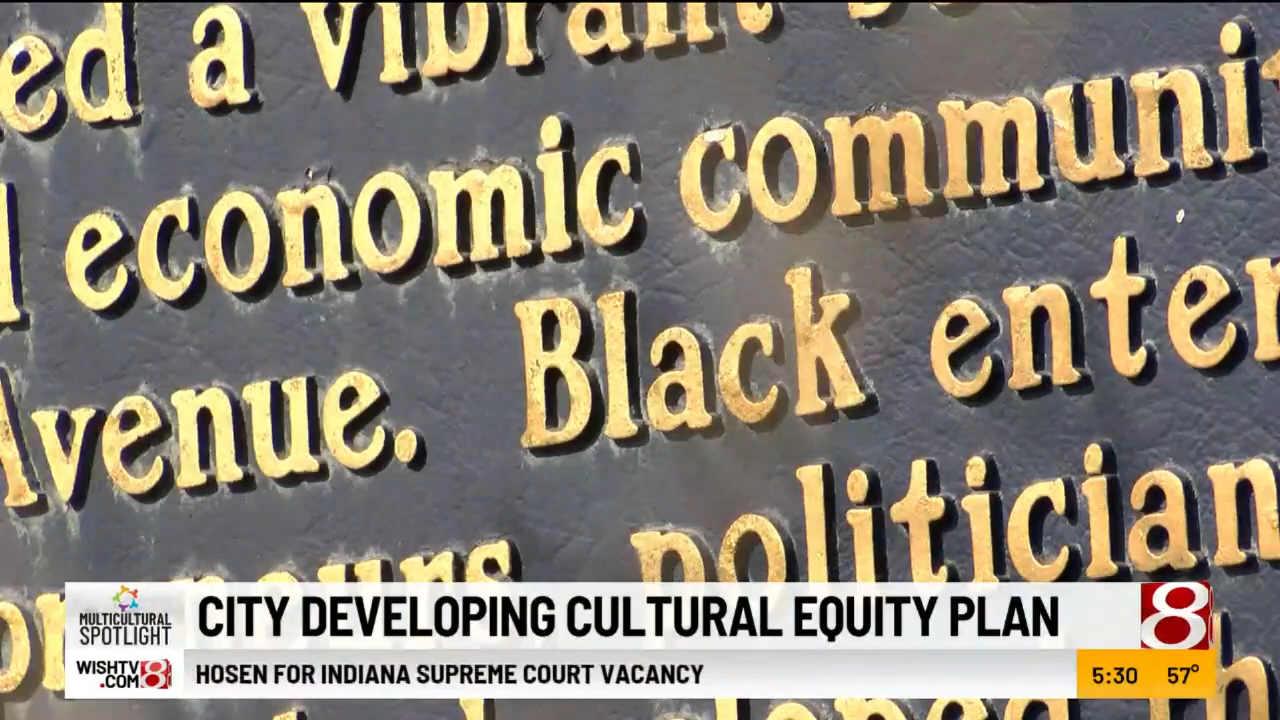 ed a vibrant
economic communi
Avenue. Black enter
politician
MULTICULTURAL
SPOTLIGHT
CITY DEVELOPING CULTURAL EQUITY PLAN
8
WISHTV
.COM 8
HOSEN FOR INDIANA SUPREME COURT VACANCY
5:30 57°